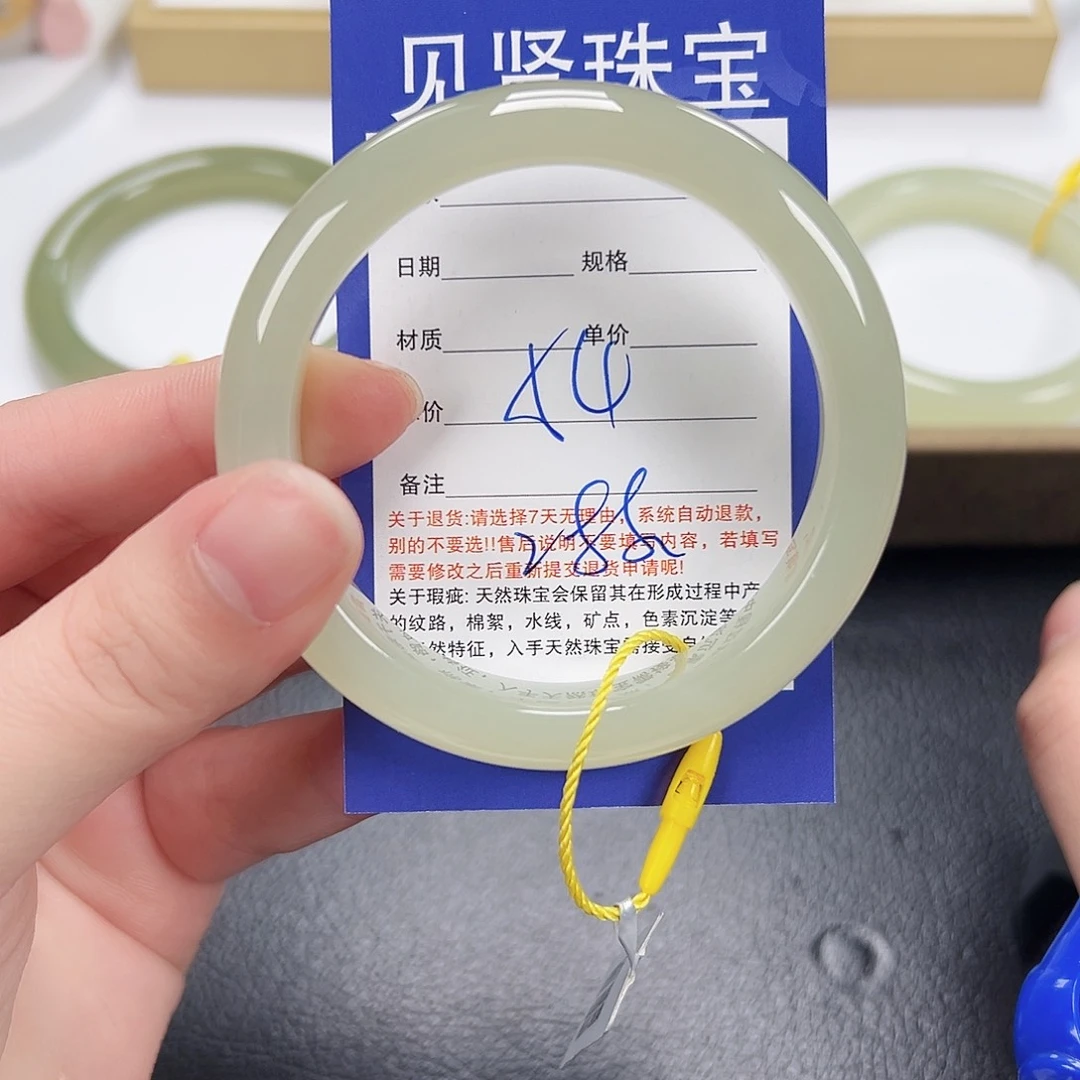 见贤珠宝
日期 规格
材质 单价
价
备注
关于退货:请选择7天无理由，系统自动退款，
别的不要选!!售后说明不要填写内容，若填写
需要修改之后重新提交退货申请呢!
关于瑕疵: 天然珠宝会保留其在形成过程中产
的纹路，棉絮，水线，矿点，色素沉淀等
然特征，入手天然珠宝需接受